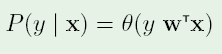 P(y | x) = θ(y wᵀx)